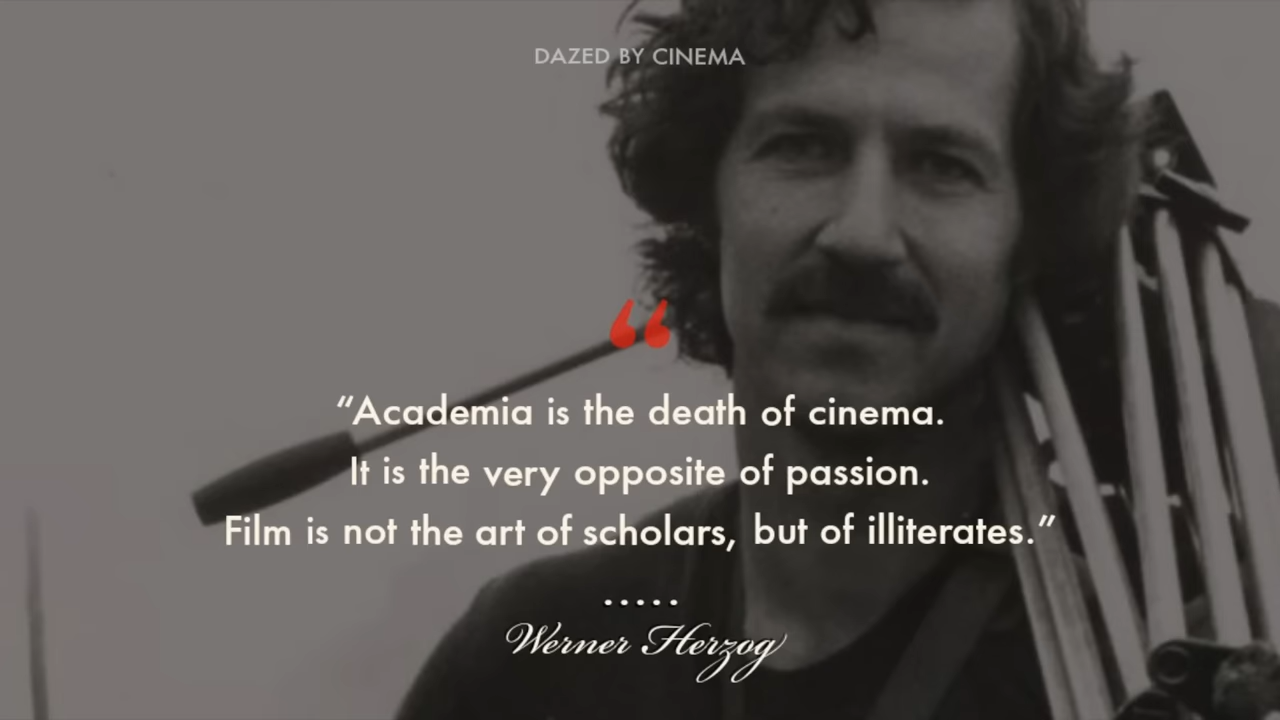 DAZED BY CINEMA
“
“Academia is the death of cinema.
It is the very opposite of passion.
Film is not the art of scholars, but of illiterates.”
.....
Werner Herzog